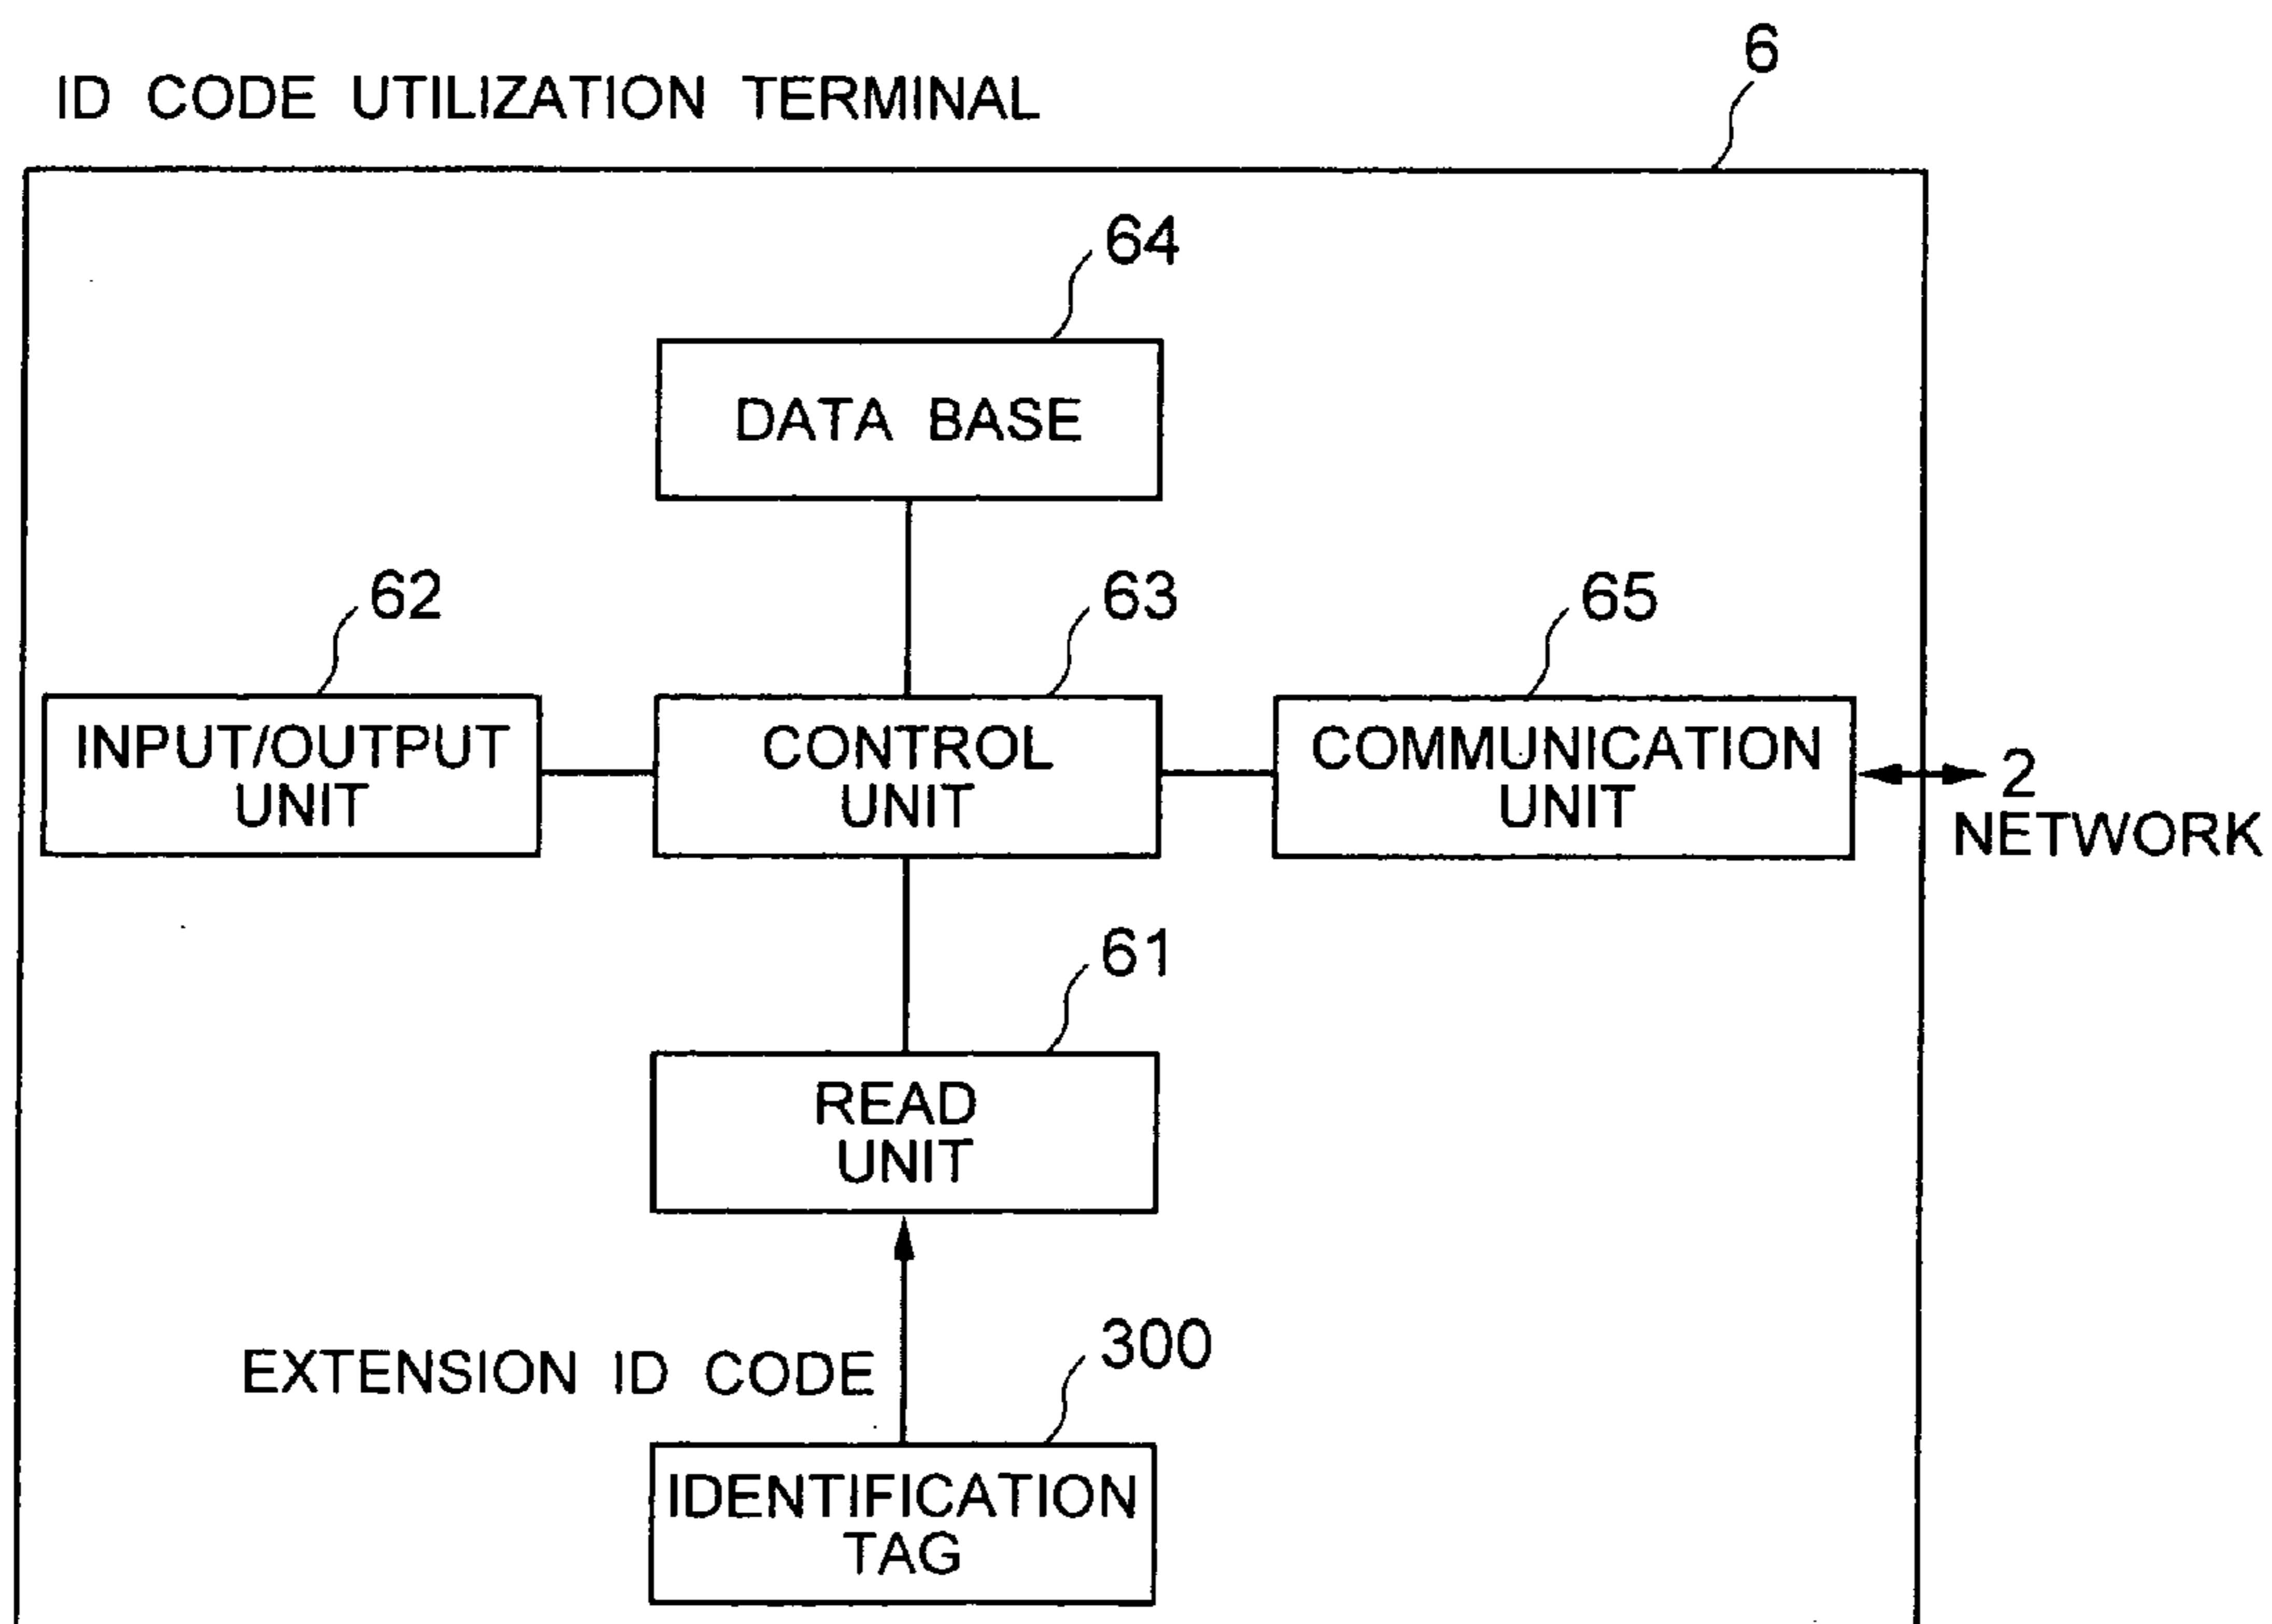 6
ID CODE UTILIZATION TERMINAL
64
DATA BASE
62
63
65
INPUT/OUTPUT
UNIT
CONTROL
UNIT
COMMUNICATION
UNIT
2
NETWORK
61
READ
UNIT
EXTENSION ID CODE
300
IDENTIFICATION
TAG